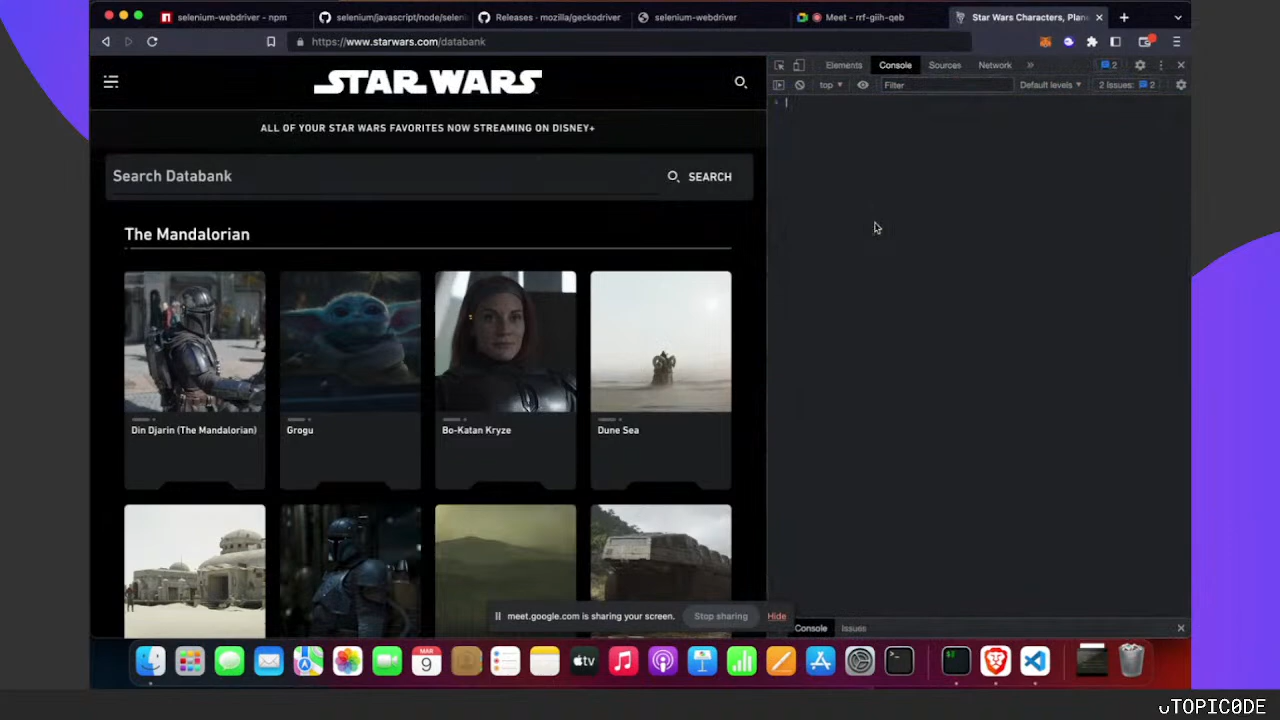 selenium-webdriver - npm
selenium/javascript/node/selen
Releases · mozilla/geckodriver
selenium-webdriver
Meet - rrf-giih-qeb
Star Wars Characters, Plan
https://www.starwars.com/databank
Elements Console Sources Network » 2
top Filter Default levels 2 Issues: 2
STAR WARS
ALL OF YOUR STAR WARS FAVORITES NOW STREAMING ON DISNEY+
Search Databank
SEARCH
The Mandalorian
Din Djarin (The Mandalorian)
Grogu
Bo-Katan Kryze
Dune Sea
meet.google.com is sharing your screen.
Stop sharing
Hide
Console Issues
MAR
9
tv
TOPIC0DE